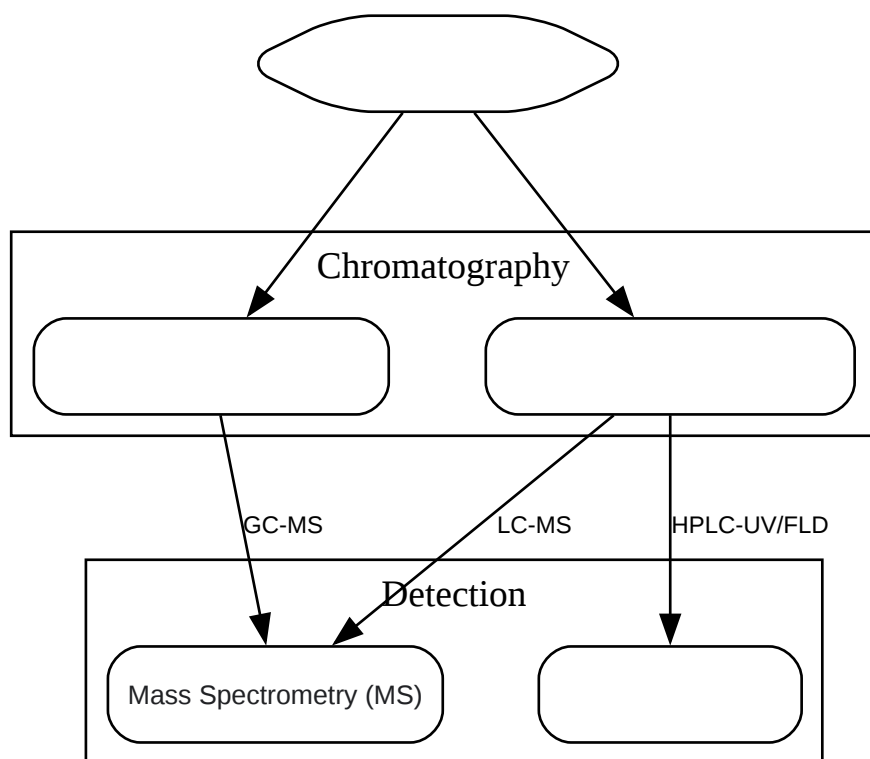 Chromatography
GC-MS
LC-MS
HPLC-UV/FLD
Detection
Mass Spectrometry (MS)